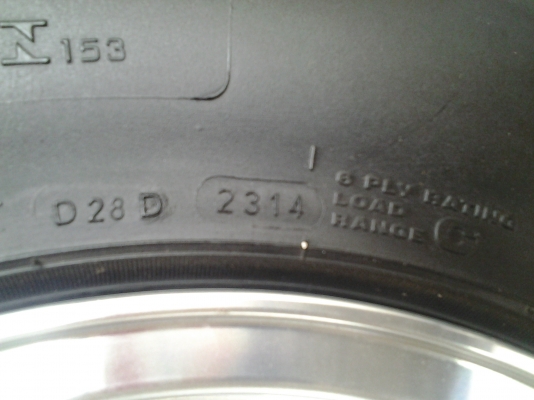 N 153
D28D 2314
6 PLY RATING
LOAD
RANGE C